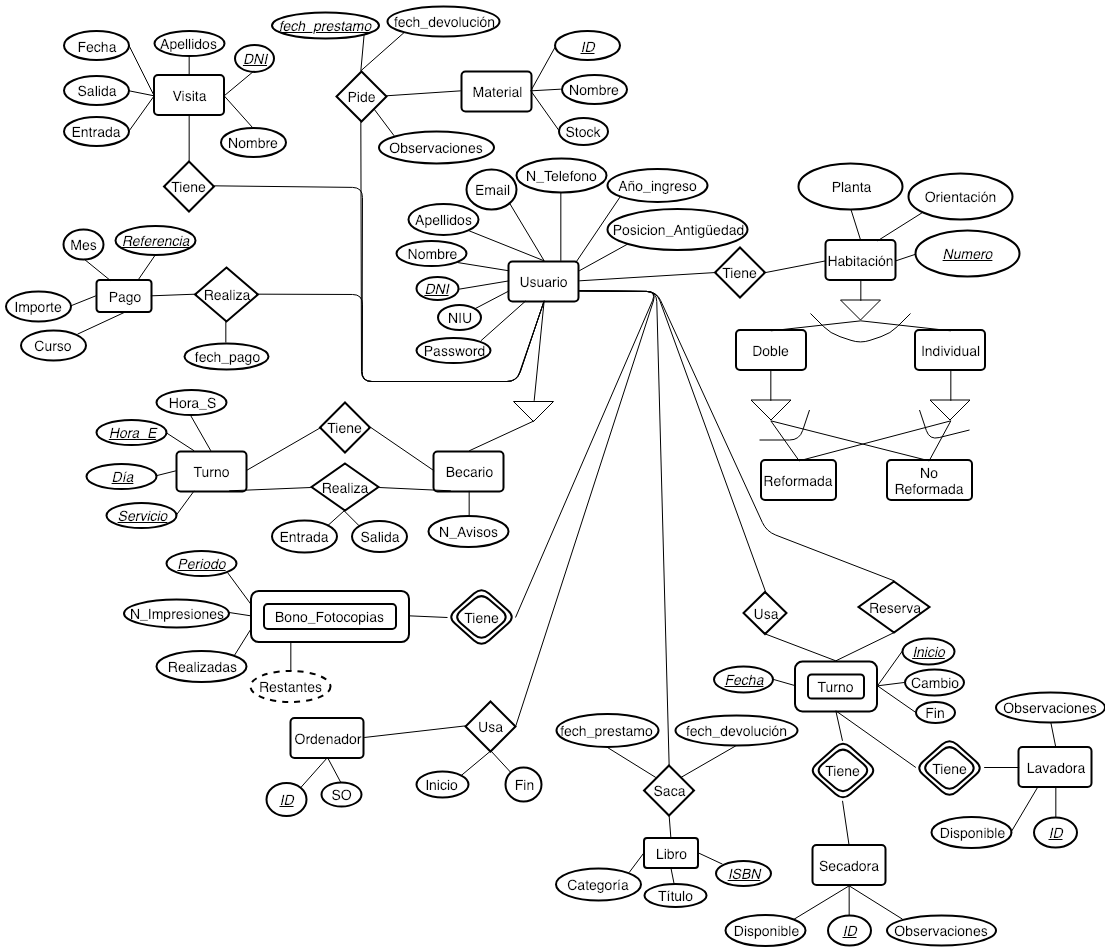 fech_prestamo
fech_devolución
Fecha
Apellidos
DNI
ID
Salida
Visita
Pide
Material
Nombre
Entrada
Nombre
Observaciones
Stock
Tiene
Email
N_Telefono
Año_ingreso
Planta
Orientación
Apellidos
Posicion_Antigüedad
Mes
Referencia
Nombre
Habitación
Numero
Tiene
DNI
Usuario
Importe
Pago
Realiza
NIU
Curso
fech_pago
Password
Doble
Individual
Hora_S
Hora_E
Tiene
Turno
Becario
Día
Realiza
Reformada
No
Reformada
Servicio
Entrada
Salida
N_Avisos
Periodo
N_Impresiones
Bono_Fotocopias
Tiene
Usa
Reserva
Realizadas
Restantes
Inicio
Fecha
Turno
Cambio
Fin
Observaciones
Ordenador
Usa
fech_prestamo
fech_devolución
Tiene
Tiene
Lavadora
ID
SO
Inicio
Fin
Saca
Disponible
ID
Libro
Secadora
Categoría
Título
ISBN
Disponible
ID
Observaciones